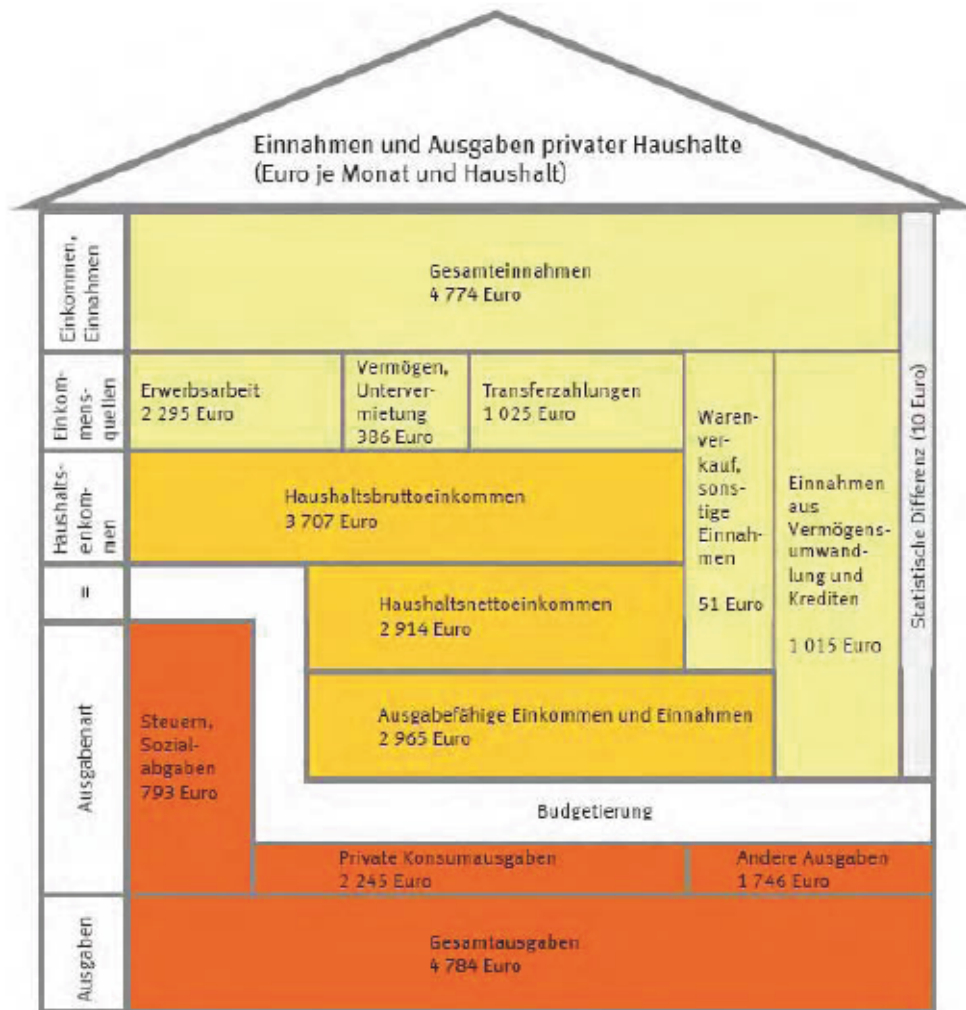 Einnahmen und Ausgaben privater Haushalte
(Euro je Monat und Haushalt)
Einkommen,
Einnahmen
Gesamteinnahmen
4 774 Euro
Einkom-
mens-
quellen
Erwerbsarbeit
2 295 Euro
Vermögen,
Unterver-
mietung
386 Euro
Transferzahlungen
1 025 Euro
Waren-
ver-
kauf,
sons-
tige
Einnah-
men
51 Euro
Einnahmen
aus
Vermögens-
umwand-
lung und
Krediten
1 015 Euro
Statistische Differenz (10 Euro)
Haushalts-
enkom-
men
Haushaltsbruttoeinkommen
3 707 Euro
=
Haushaltsnettoeinkommen
2 914 Euro
Ausgabenart
Steuern,
Sozial-
abgaben
793 Euro
Ausgabefähige Einkommen und Einnahmen
2 965 Euro
Budgetierung
Private Konsumausgaben
2 245 Euro
Andere Ausgaben
1 746 Euro
Ausgaben
Gesamtausgaben
4 784 Euro